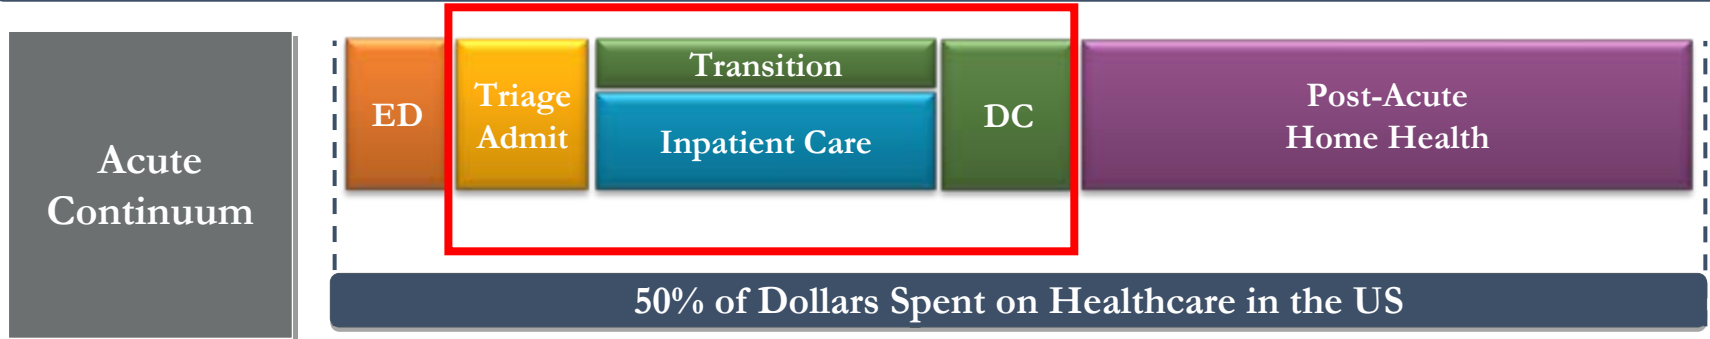 Acute
Continuum
ED
Triage
Admit
Transition
Inpatient Care
DC
Post-Acute
Home Health
50% of Dollars Spent on Healthcare in the US